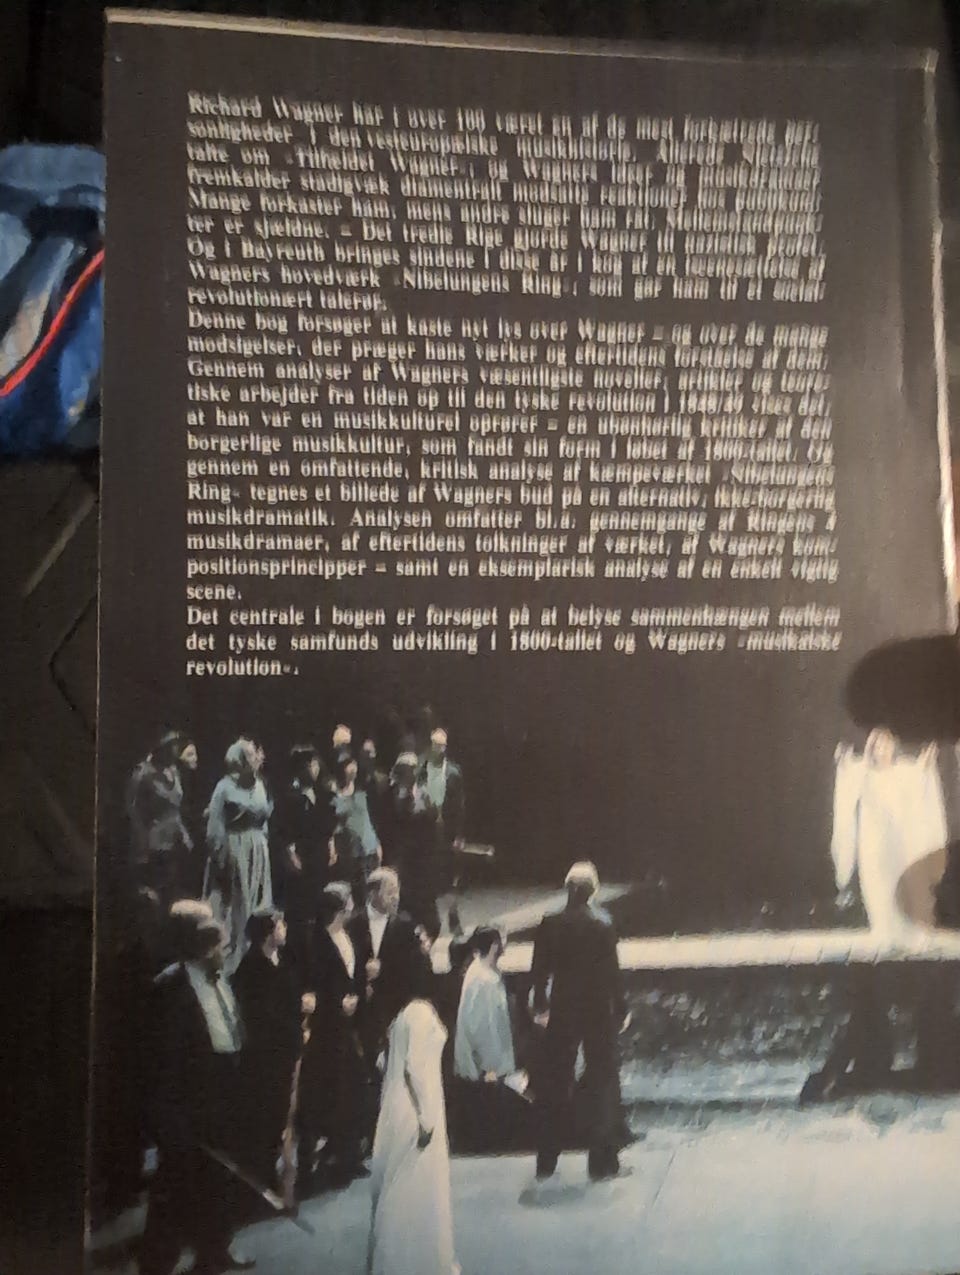 Richard Wagner har i over 100 været en af de mest forhættede per-
sonligheder i den vesteuropæiske musikhistorie. Allerede Nietzsche
talte om »Tilfældet Wagner«, og Wagners idéer og musikdramaer
fremkalder stadigvæk diametralt modsatte reaktioner hos
Mange forkaster ham, mens andre sluger ham råt.
ter er sjældne. – Det tredie Rige gjorde Wagner til
Og i Bayreuth bringes sindene i dag i kog af en iscenesættelse af
Wagners hovedværk »Nibelungens Ring«, som gør ham til et
revolutionært talerør.
Denne bog forsøger at kaste nyt lys over Wagner – og over de mange
modsigelser, der præger hans værker og eftertidens forståelse af dem.
Gennem analyser af Wagners væsentligste noveller, artikler og teore-
tiske arbejder fra tiden op til den tyske revolution i 1848/49 vises det,
at han var en musikkulturel oprører – en ubønhørlig kritiker af den
borgerlige musikkultur, som fandt sin form i løbet af 1800-tallet. Og
gennem en omfattende, kritisk analyse af kæmpeværket »Nibelungens
Ring« tegnes et billede af Wagners bud på en alternativ, ikke-borgerlig
musikdramatik. Analysen omfatter bl.a. gennemgange af Ringens 4
musikdramaer, af eftertidens tolkninger af værket, af Wagners kom-
positionsprincipper – samt en eksemplarisk analyse af en enkelt vigtig
scene.
Det centrale i bogen er forsøget på at belyse sammenhængen mellem
det tyske samfunds udvikling i 1800-tallet og Wagners »musikalske
revolution«.